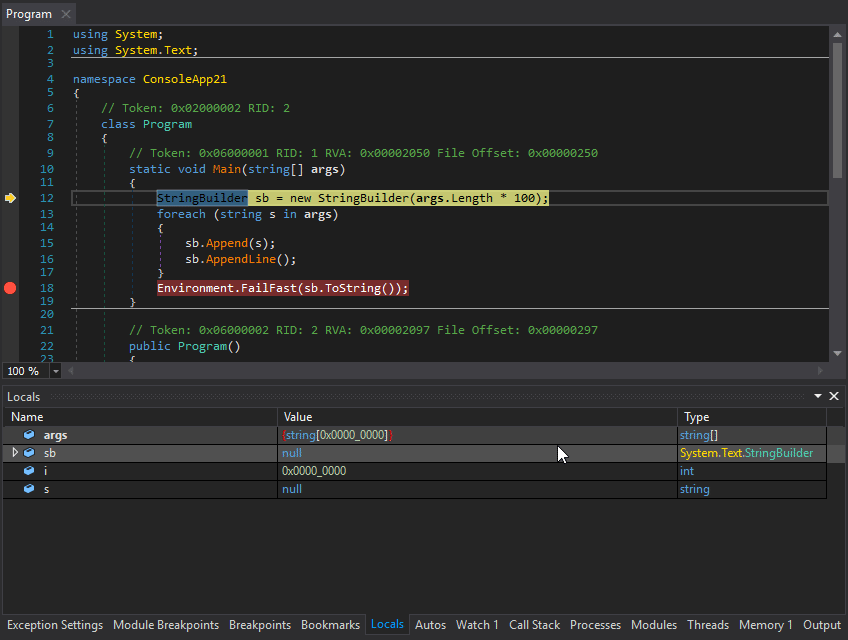 Program
1 using System;
2 using System.Text;
3
4 namespace ConsoleApp21
5 {
6 // Token: 0x02000002 RID: 2
7 class Program
8 {
9 // Token: 0x06000001 RID: 1 RVA: 0x00002050 File Offset: 0x00000250
10 static void Main(string[] args)
11 {
12 StringBuilder sb = new StringBuilder(args.Length * 100);
13 foreach (string s in args)
14 {
15 sb.Append(s);
16 sb.AppendLine();
17 }
18 Environment.FailFast(sb.ToString());
19 }
20
21 // Token: 0x06000002 RID: 2 RVA: 0x00002097 File Offset: 0x00000297
22 public Program()
23 {
100 %
Locals
Name Value Type
args {string[0x0000_0000]} string[]
sb null System.Text.StringBuilder
i 0x0000_0000 int
s null string
Exception Settings Module Breakpoints Breakpoints Bookmarks Locals Autos Watch 1 Call Stack Processes Modules Threads Memory 1 Output